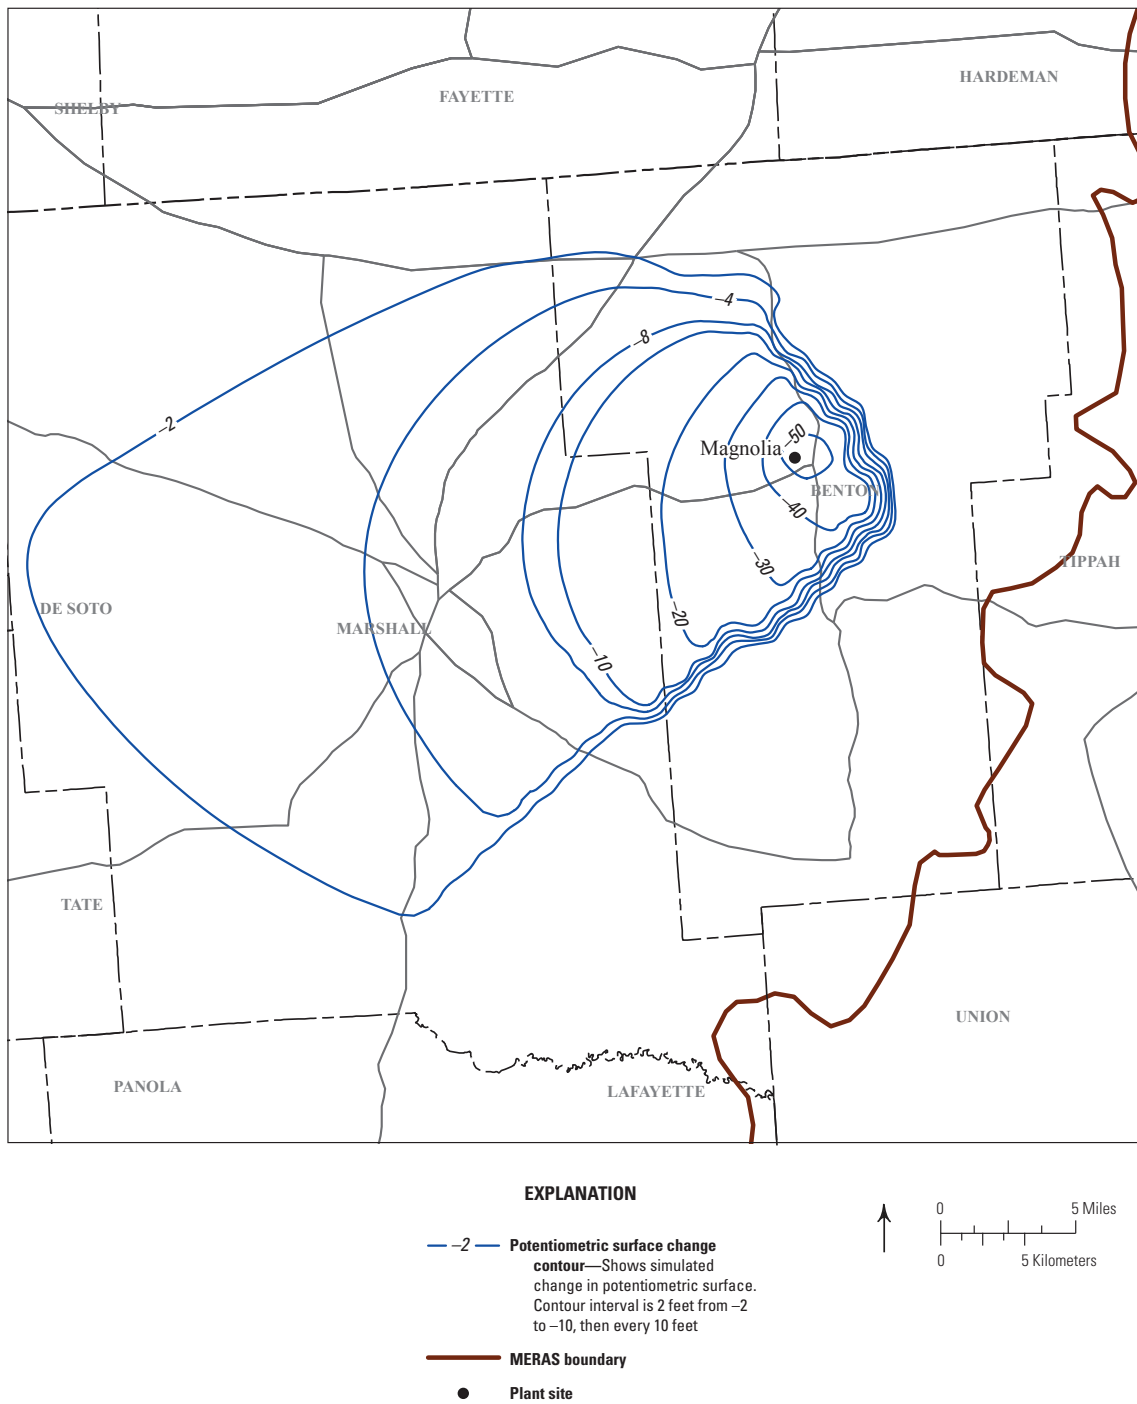 HARDEMAN
FAYETTE
SHELBY
−4
−8
−2
−50
Magnolia
BENTON
−40
−30
TIPPAH
DE SOTO
−20
MARSHALL
−10
TATE
UNION
PANOLA
LAFAYETTE
EXPLANATION
−2
Potentiometric surface change
contour—Shows simulated
change in potentiometric surface.
Contour interval is 2 feet from −2
to −10, then every 10 feet
MERAS boundary
Plant site
0 5 Miles
0 5 Kilometers